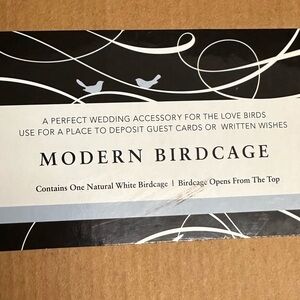 A PERFECT WEDDING ACCESSORY FOR THE LOVE BIRDS
USE FOR A PLACE TO DEPOSIT GUEST CARDS OR WRITTEN WISHES
MODERN BIRDCAGE
Contains One Natural White Birdcage | Birdcage Opens From The Top